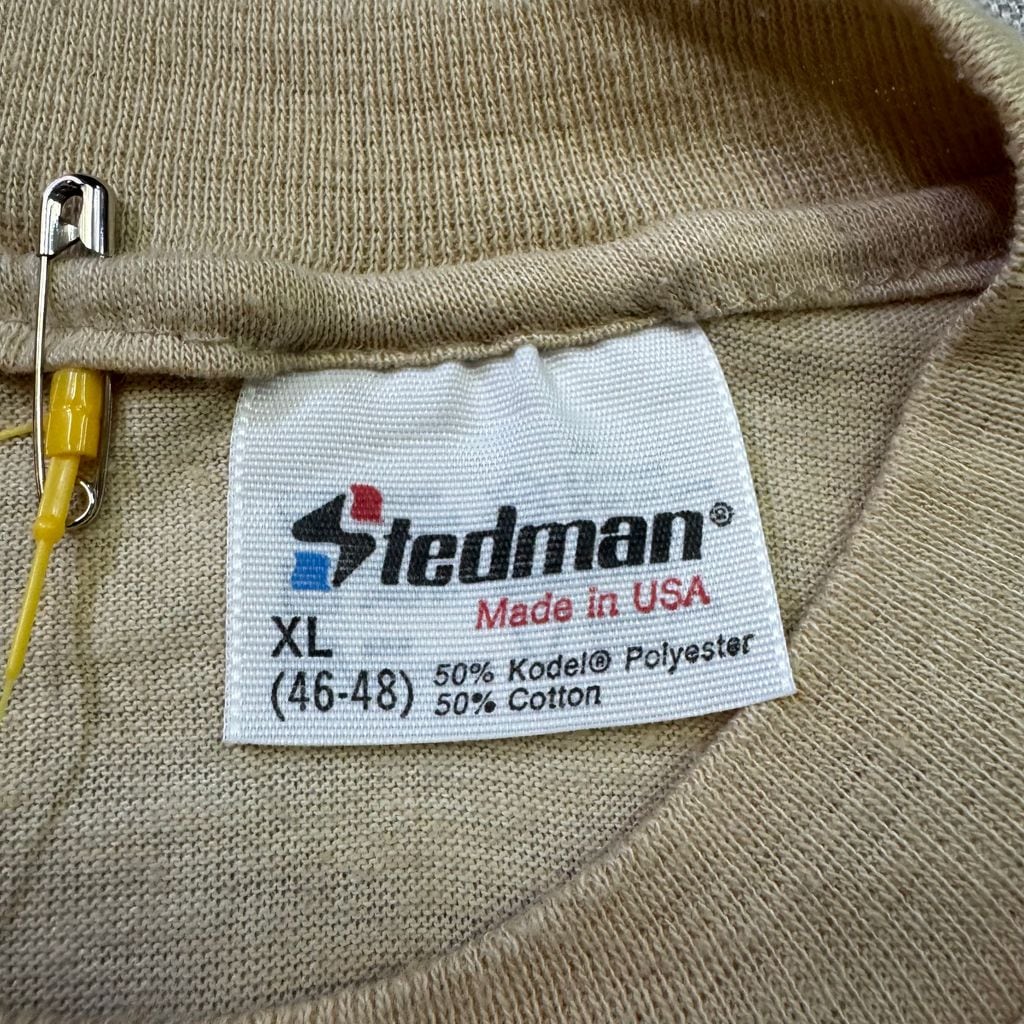 Stedman®
Made in USA
XL
(46-48)
50% Kodel® Polyester
50% Cotton